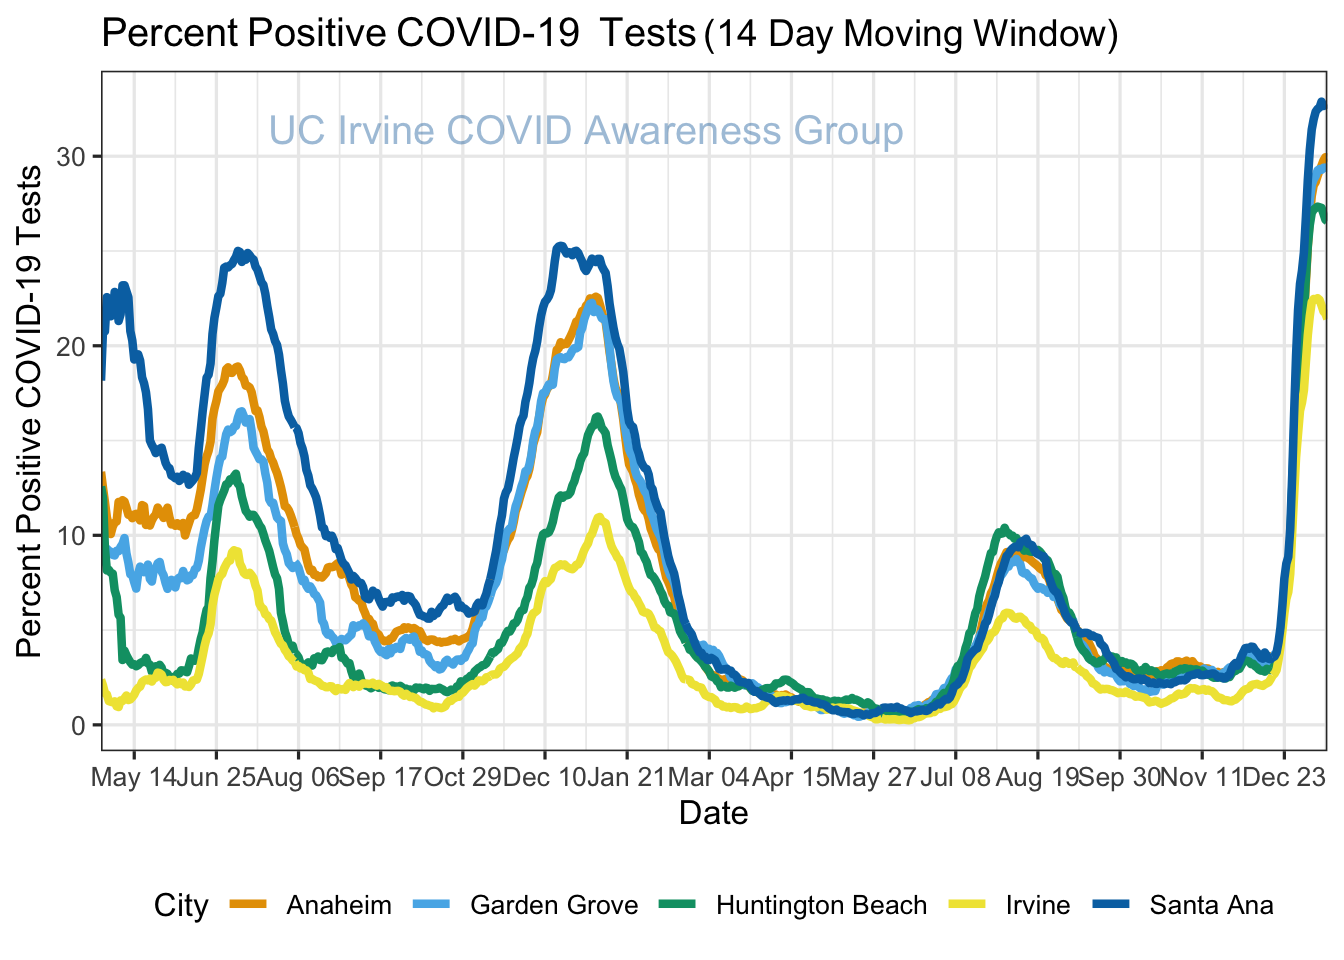 Percent Positive COVID-19 Tests (14 Day Moving Window)
UC Irvine COVID Awareness Group
Percent Positive COVID-19 Tests
30
20
10
0
May 14 Jun 25 Aug 06 Sep 17 Oct 29 Dec 10 Jan 21 Mar 04 Apr 15 May 27 Jul 08 Aug 19 Sep 30 Nov 11 Dec 23
Date
City Anaheim Garden Grove Huntington Beach Irvine Santa Ana